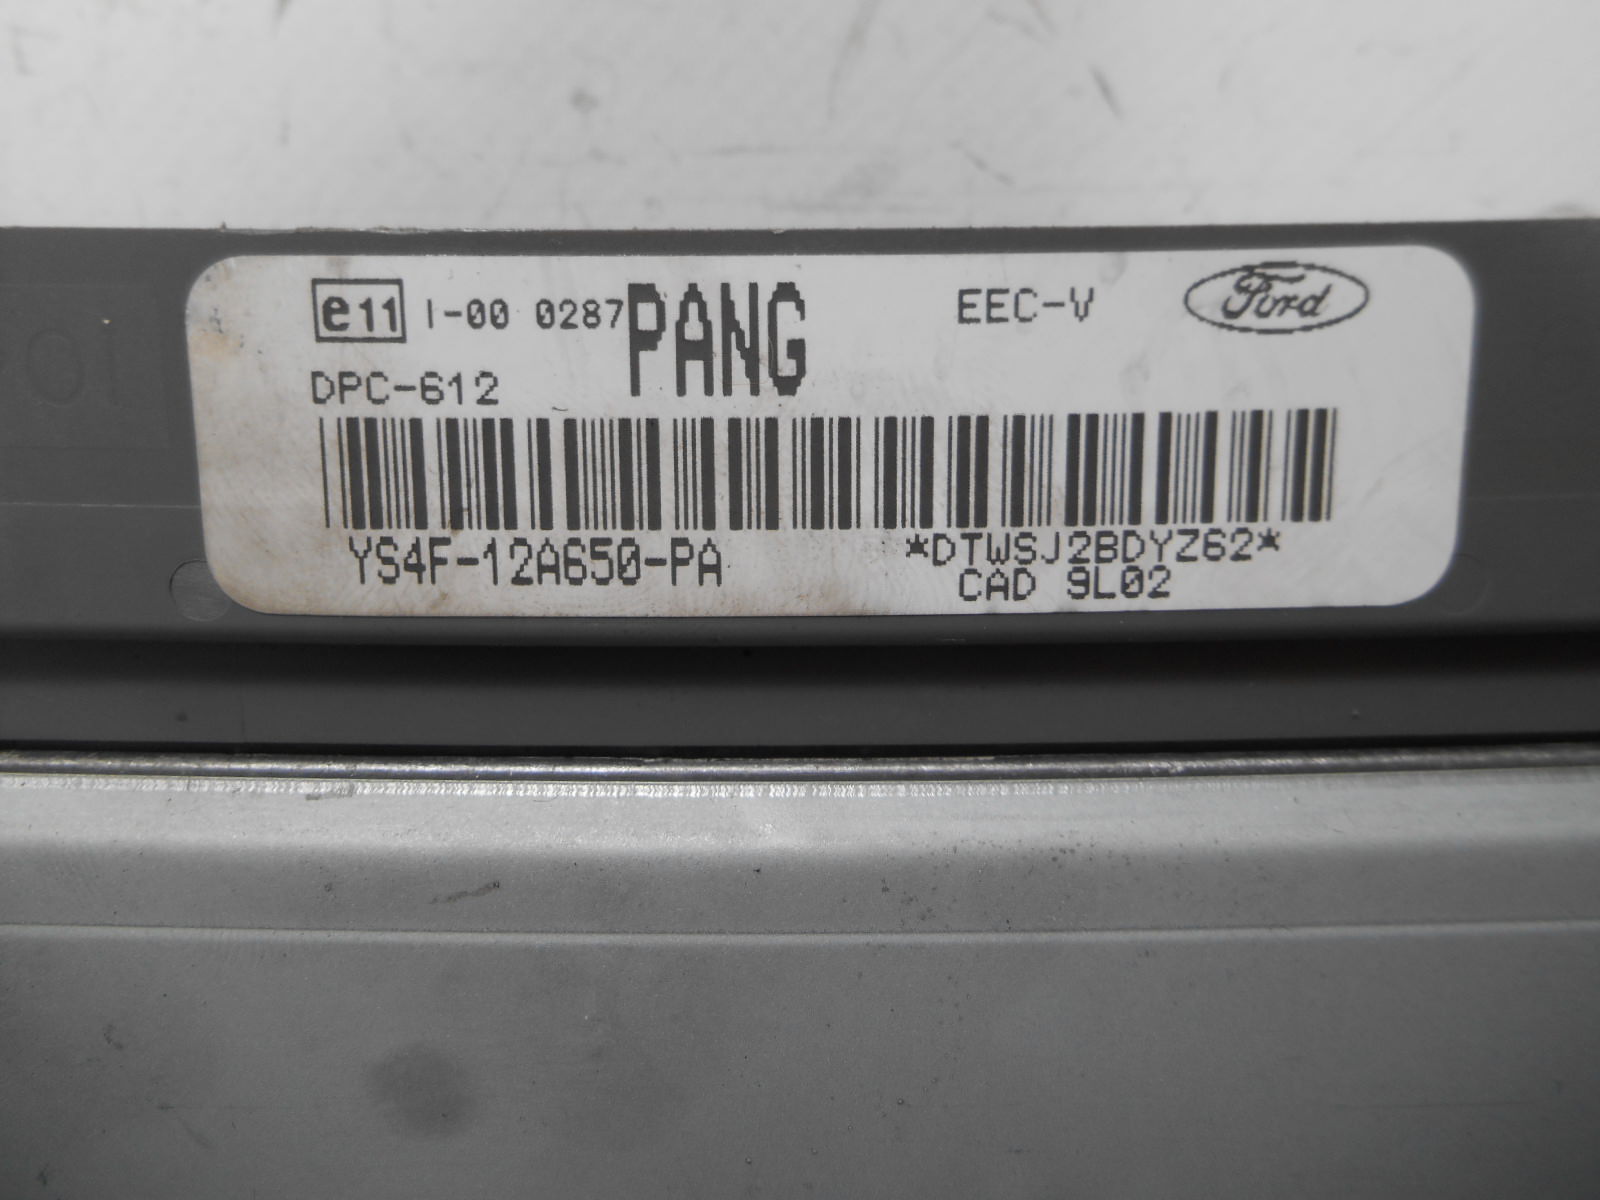 e11 I-00 0287 PANG EEC-V Ford
DPC-612
YS4F-12A650-PA *DTWSJ2BDYZ62*
CAD 9L02